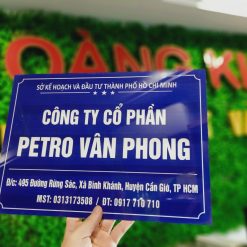 OÀNG K
SỞ KẾ HOẠCH VÀ ĐẦU TƯ THÀNH PHỐ HỒ CHÍ MINH
CÔNG TY CỔ PHẦN
PETRO VÂN PHONG
Đ/c: 495 Đường Rừng Sác, Xã Bình Khánh, Huyện Cần Giờ, TP HCM
MST: 0313173508 / ĐT: 0917 710 710